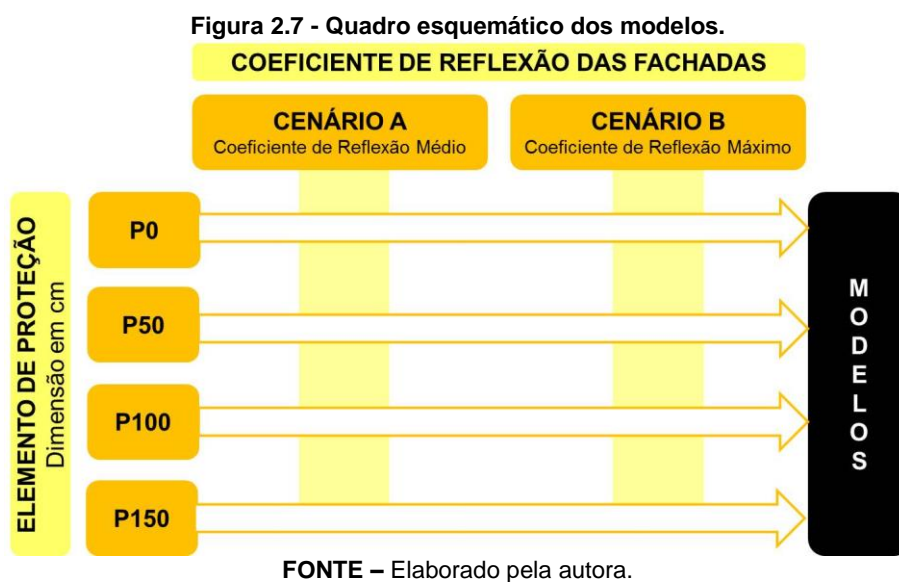 Figura 2.7 - Quadro esquemático dos modelos.
COEFICIENTE DE REFLEXÃO DAS FACHADAS
CENÁRIO A
Coeficiente de Reflexão Médio
CENÁRIO B
Coeficiente de Reflexão Máximo
ELEMENTO DE PROTEÇÃO
Dimensão em cm
P0
P50
P100
P150
MODELOS
FONTE – Elaborado pela autora.